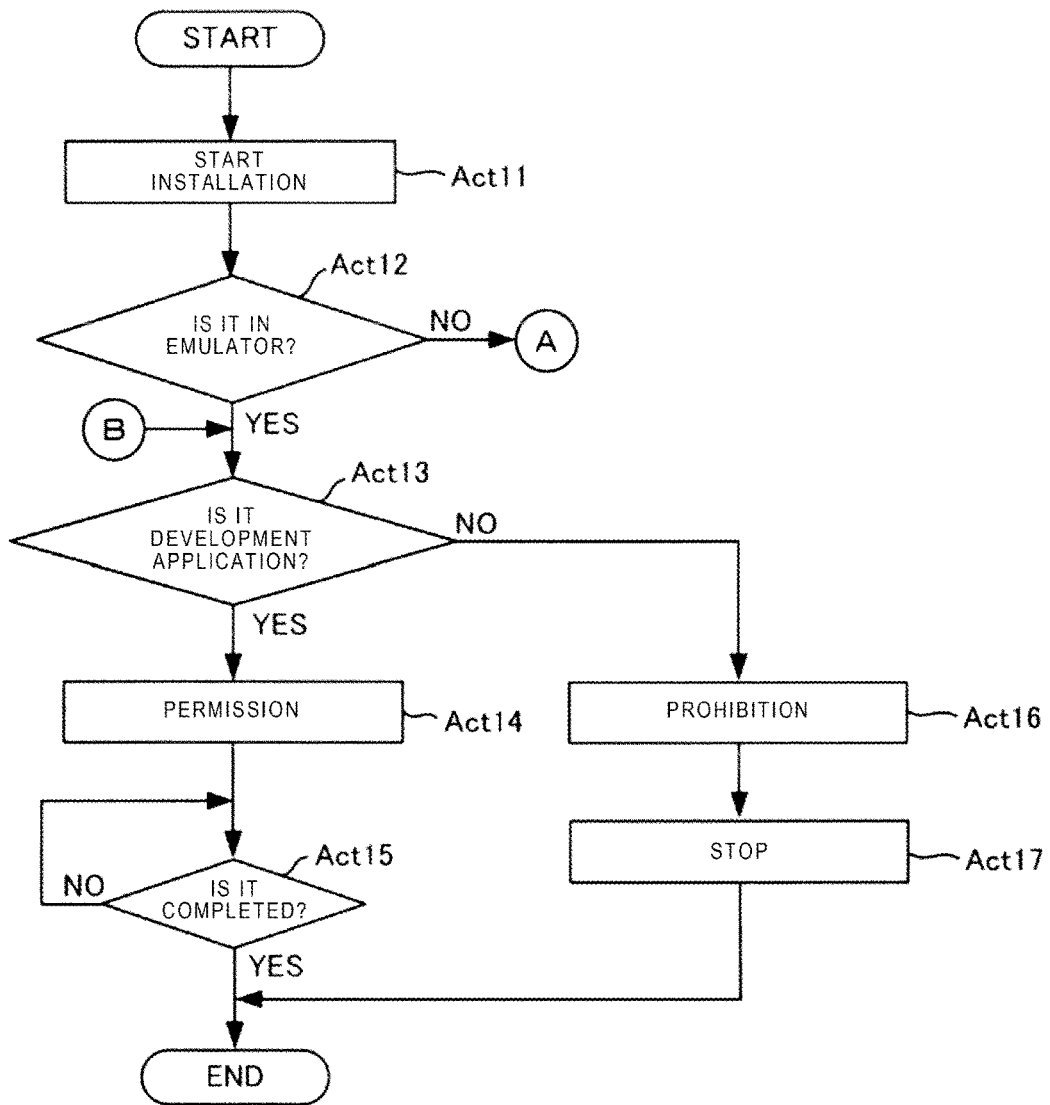 START
START
INSTALLATION
Act11
Act12
IS IT IN
EMULATOR?
NO
A
B
YES
Act13
IS IT
DEVELOPMENT
APPLICATION?
NO
YES
PERMISSION
Act14
PROHIBITION
Act16
STOP
Act17
Act15
IS IT
COMPLETED?
NO
YES
END